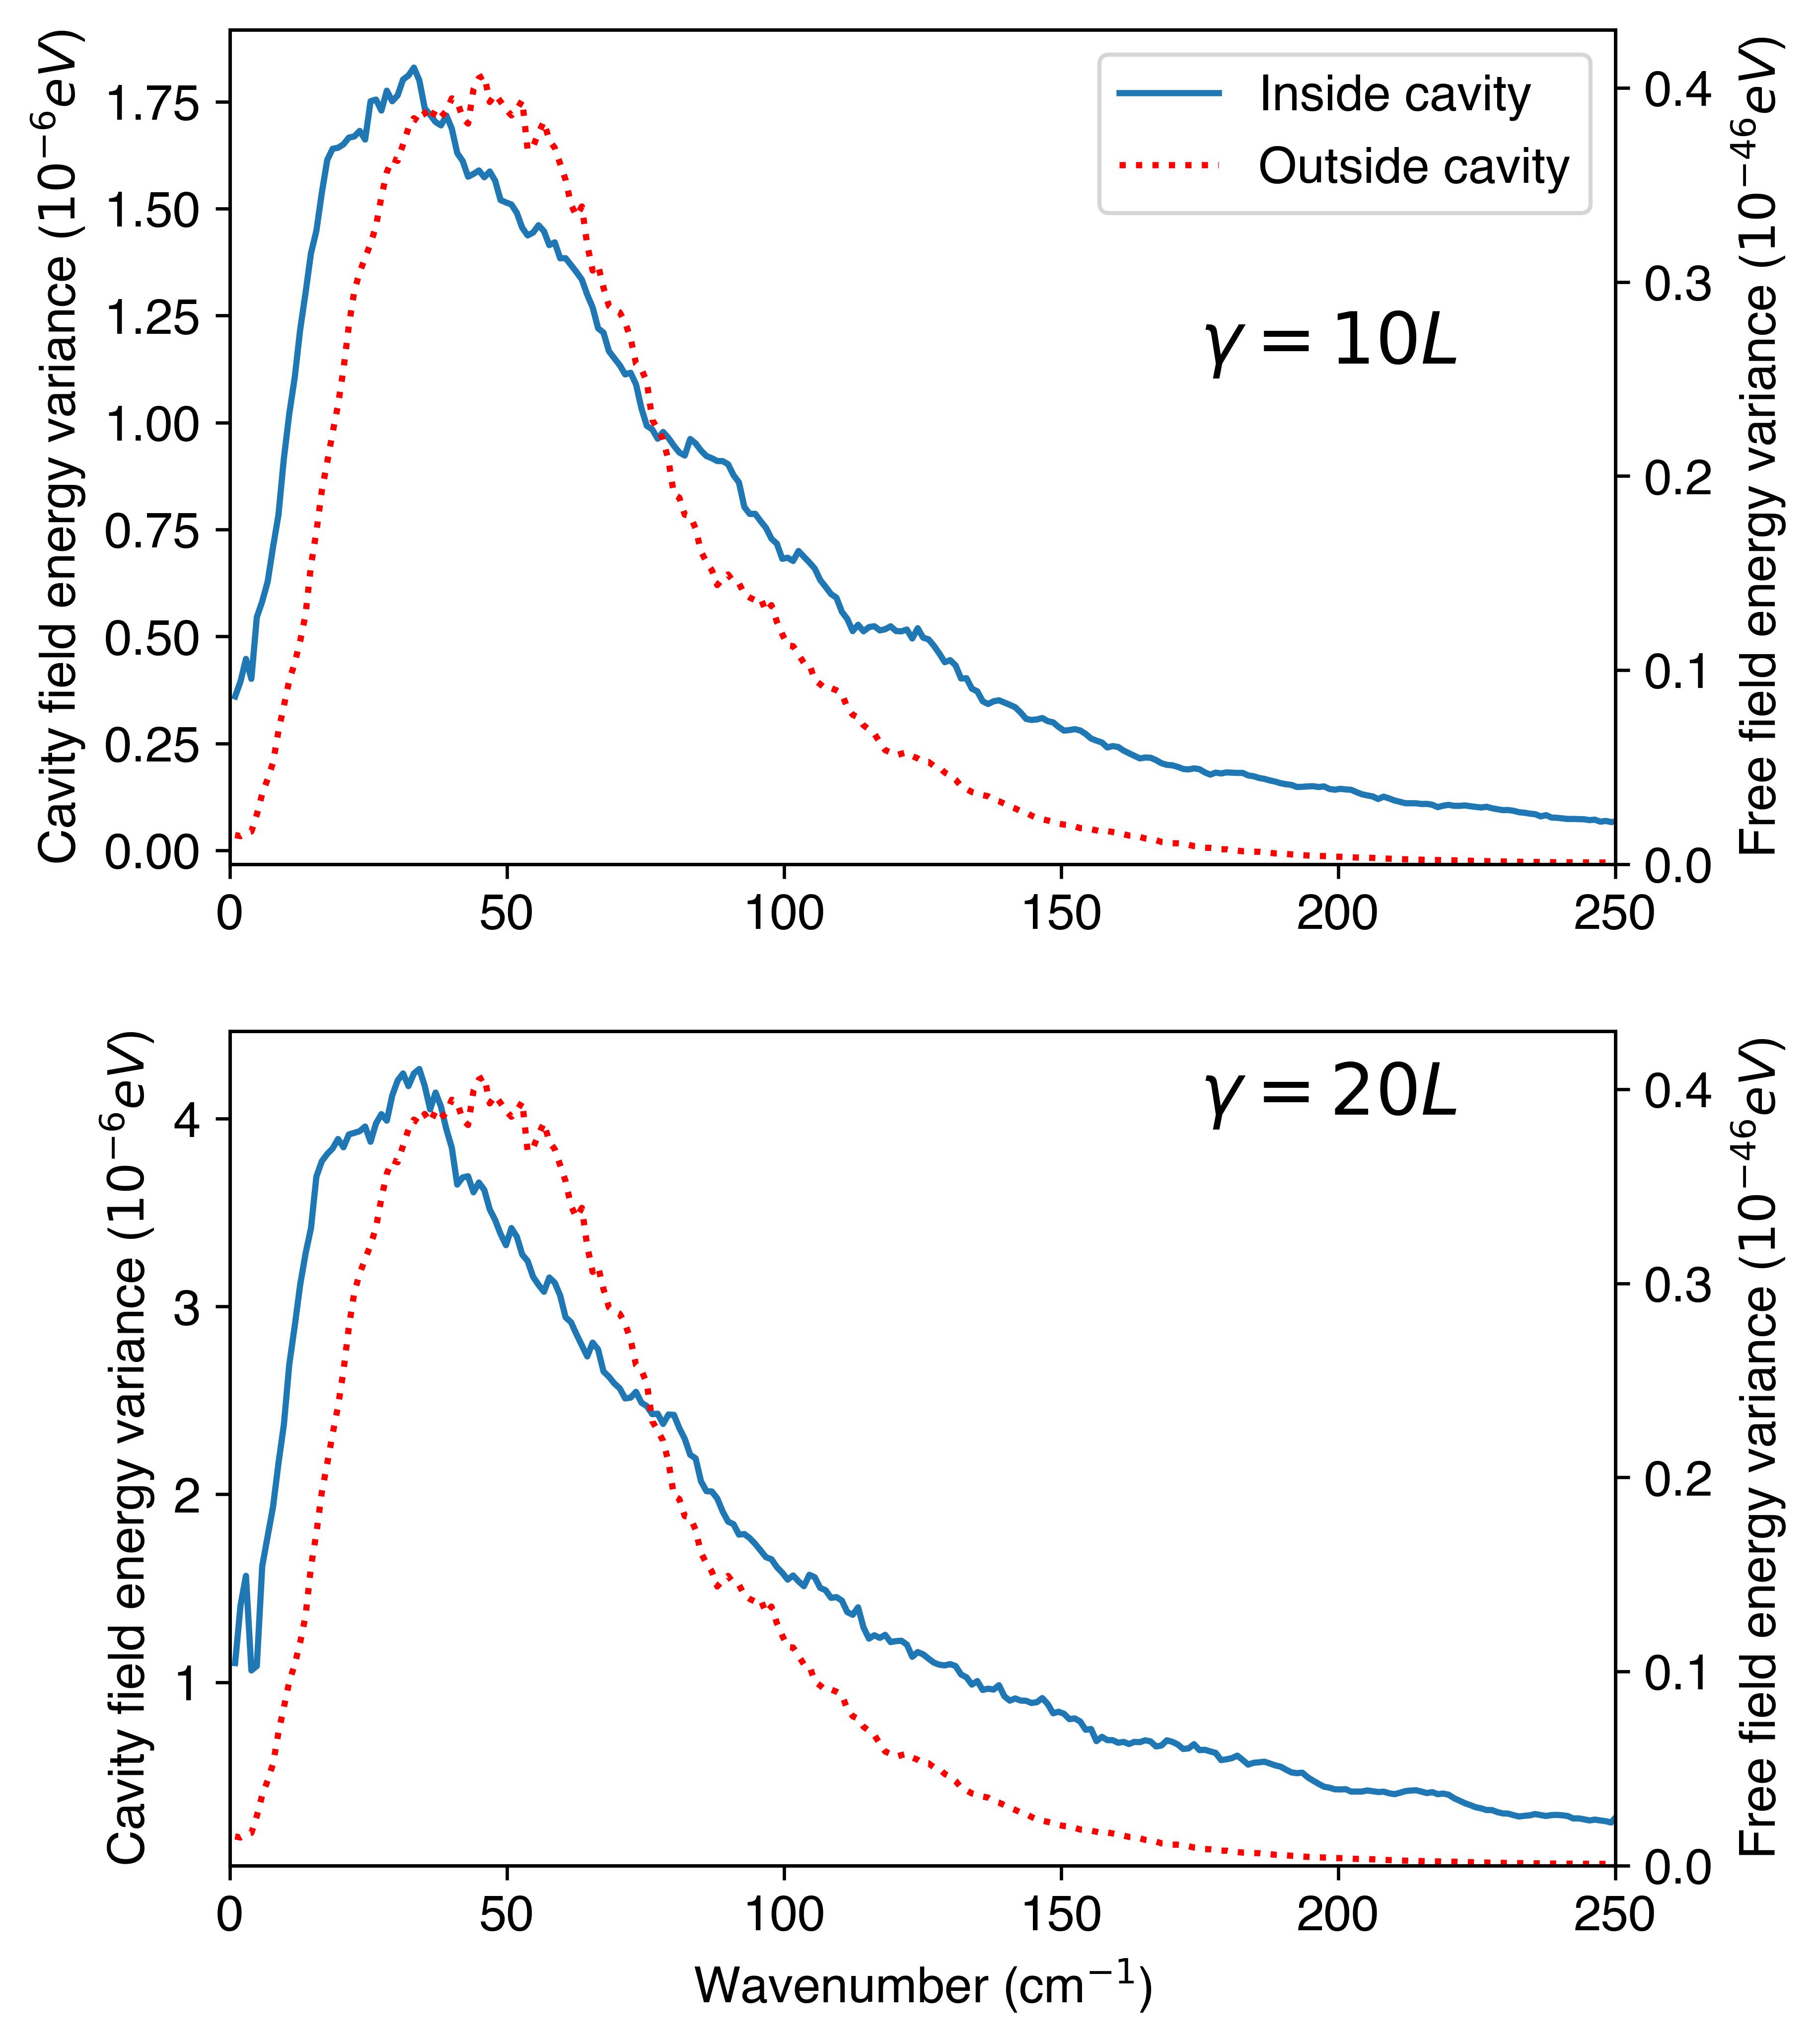 Cavity field energy variance (10⁻⁶eV)
1.75
1.50
1.25
1.00
0.75
0.50
0.25
0.00
Inside cavity
Outside cavity
γ = 10L
0.4
0.3
0.2
0.1
0.0
Free field energy variance (10⁻⁴⁶eV)
0 50 100 150 200 250
Cavity field energy variance (10⁻⁶eV)
4
3
2
1
γ = 20L
0.4
0.3
0.2
0.1
0.0
Free field energy variance (10⁻⁴⁶eV)
0 50 100 150 200 250
Wavenumber (cm⁻¹)